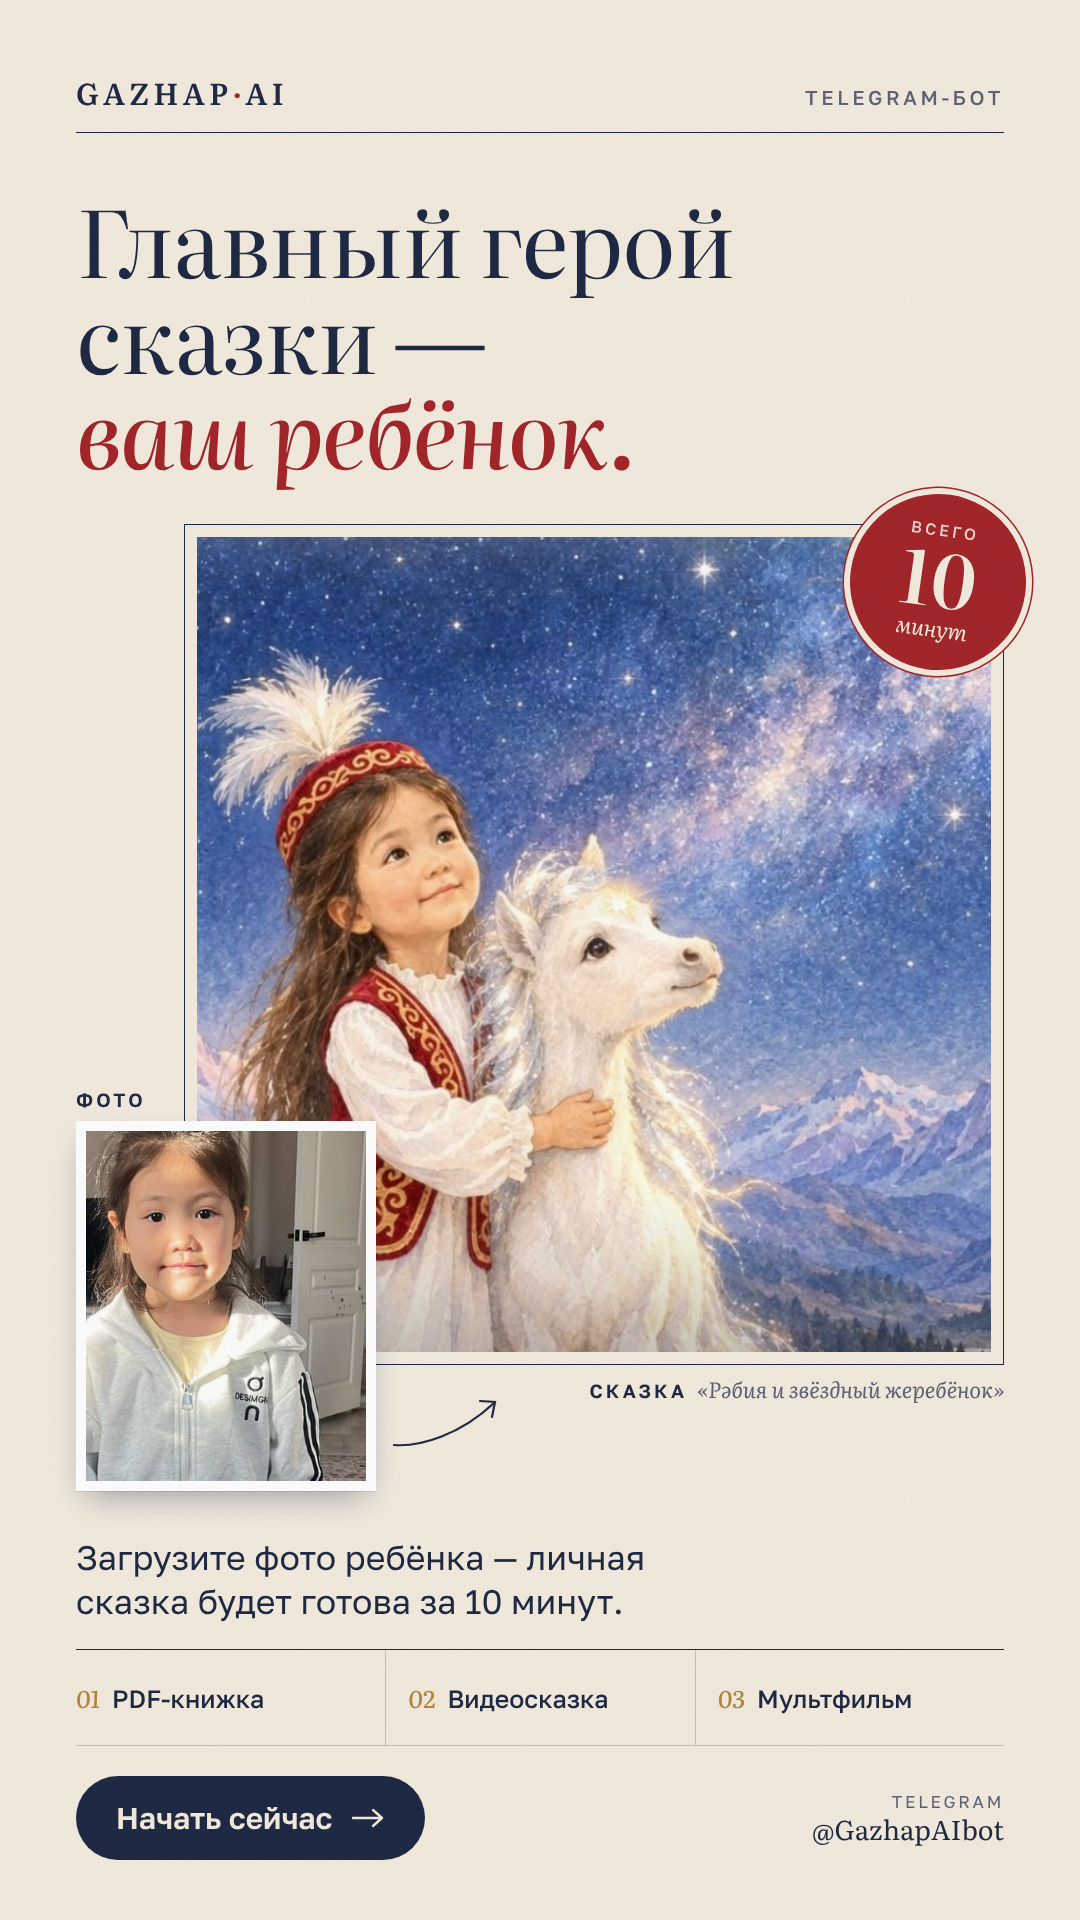 GAZHAP·AI
TELEGRAM-БОТ
Главный герой
сказки —
ваш ребёнок.
ВСЕГО
10
минут
ФОТО
СКАЗКА «Рәбия и звёздный жеребёнок»
Загрузите фото ребёнка — личная
сказка будет готова за 10 минут.
01 PDF-книжка
02 Видеосказка
03 Мультфильм
Начать сейчас →
TELEGRAM
@GazhapAIbot